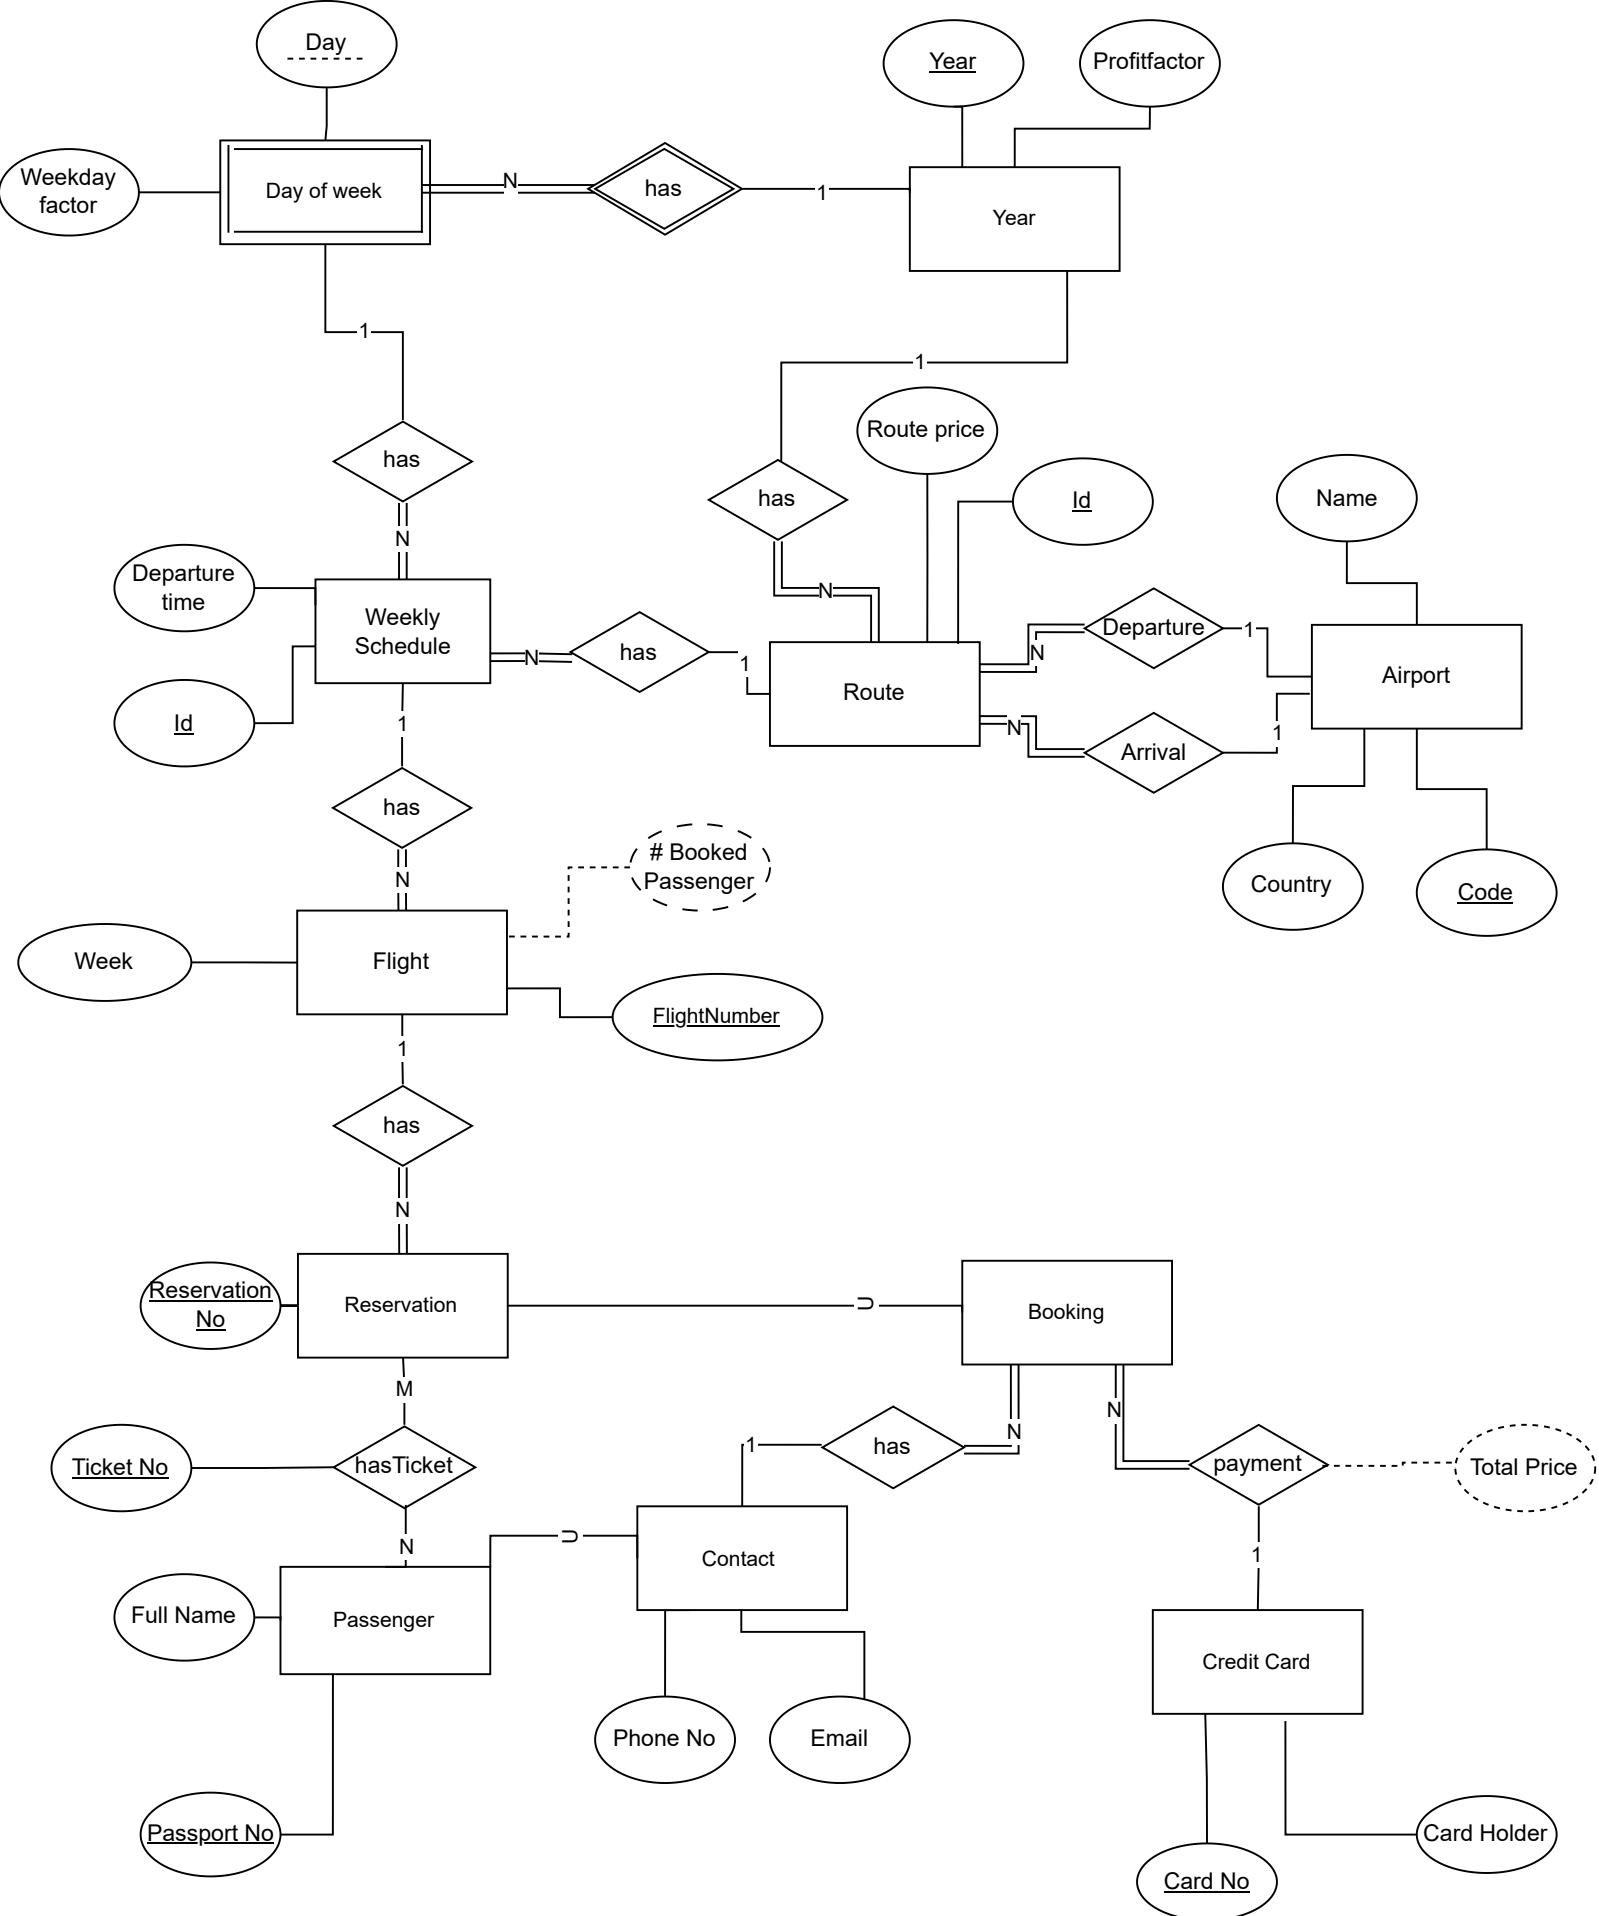 Day
Year
Profitfactor
Weekday
factor
Day of week
N
has
1
Year
1
1
Route price
has
has
Id
Name
N
Departure
time
Weekly
Schedule
N
has
1
N
Departure
1
N
Route
Airport
Id
1
N
Arrival
1
has
# Booked
Passenger
Country
Code
N
Week
Flight
FlightNumber
1
has
N
Reservation
No
Reservation
⊃
Booking
M
N
N
Ticket No
hasTicket
1
has
payment
Total Price
N
⊃
Contact
1
Full Name
Passenger
Credit Card
Phone No
Email
Passport No
Card Holder
Card No